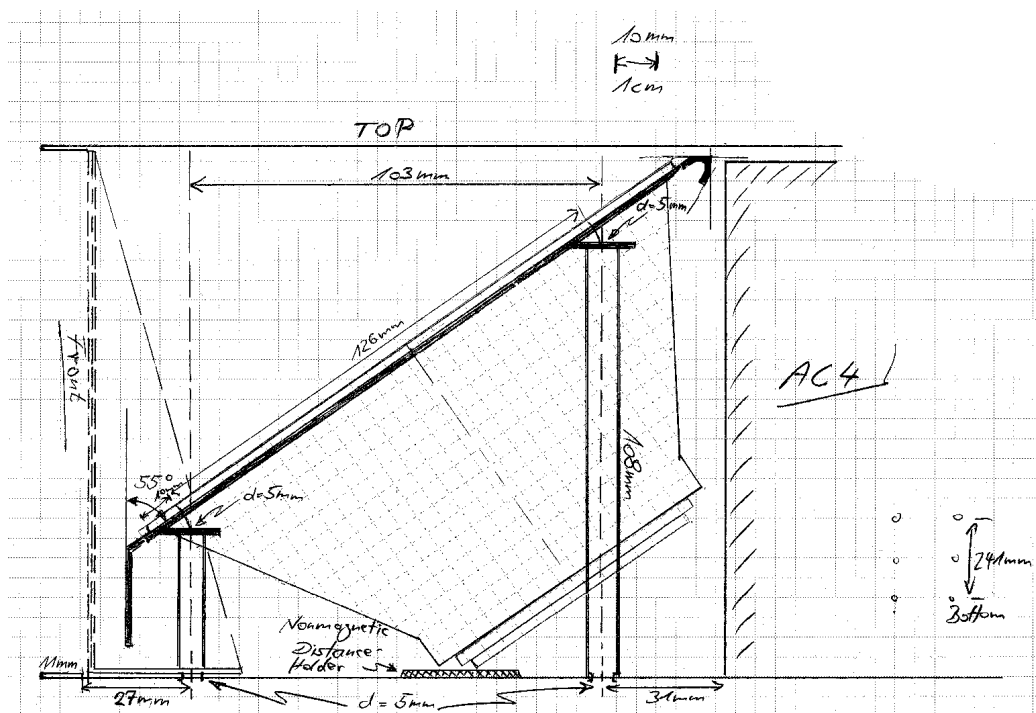 10mm
1cm
TOP
103mm
d=5mm
126mm
Front
AC4
55°
10mm
d=5mm
108mm
241mm
Bottom
Nonmagnetic
Distance-
Holder
27mm
d=5mm
31mm